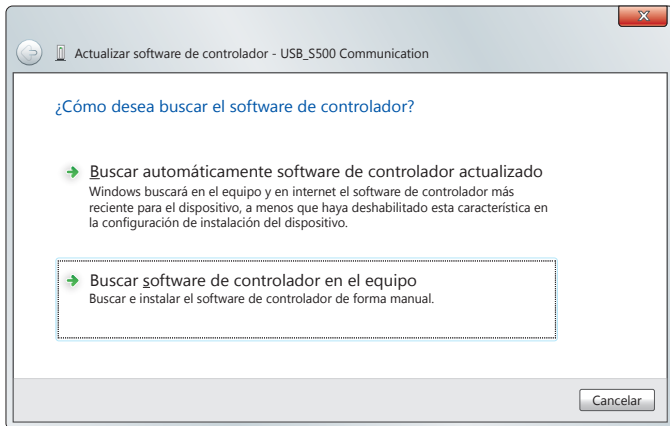 Actualizar software de controlador - USB_S500 Communication
¿Cómo desea buscar el software de controlador?
Buscar automáticamente software de controlador actualizado
Windows buscará en el equipo y en internet el software de controlador más
reciente para el dispositivo, a menos que haya deshabilitado esta característica en
la configuración de instalación del dispositivo.
Buscar software de controlador en el equipo
Buscar e instalar el software de controlador de forma manual.
Cancelar